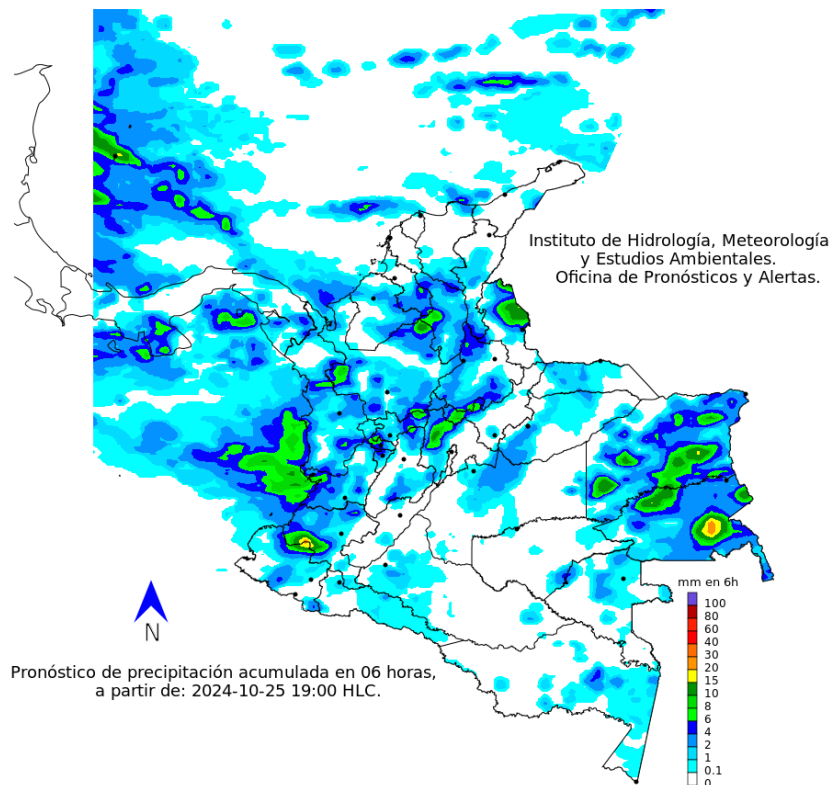 Instituto de Hidrología, Meteorología
y Estudios Ambientales.
Oficina de Pronósticos y Alertas.
mm en 6h
100
80
60
40
30
20
15
10
8
6
4
2
1
0.1
0
N
Pronóstico de precipitación acumulada en 06 horas,
a partir de: 2024-10-25 19:00 HLC.